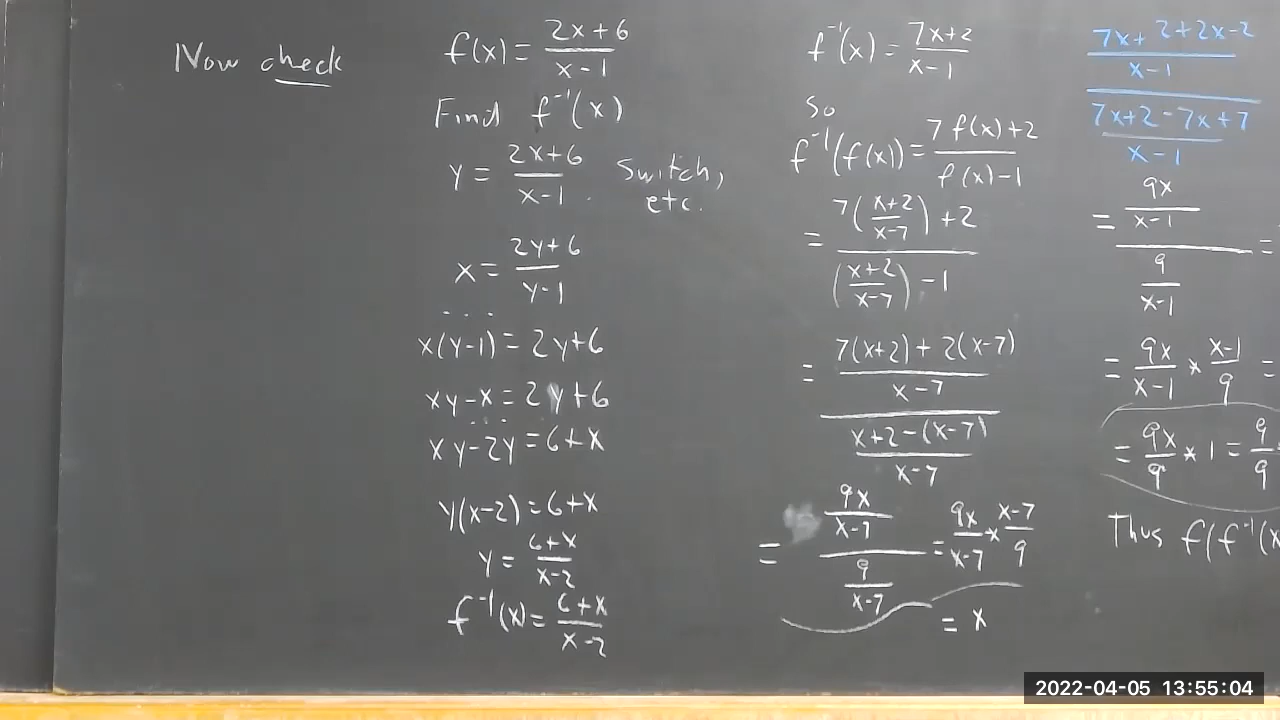 Now check
f(x) = (2x+6)/(x-1)
Find f⁻¹(x)
y = (2x+6)/(x-1). Switch, etc.
x = (2y+6)/(y-1)
...
x(y-1) = 2y+6
xy-x = 2y+6
...
xy-2y = 6+x
y(x-2) = 6+x
y = (6+x)/(x-2)
f⁻¹(x) = (6+x)/(x-2)
f⁻¹(x) = (7x+2)/(x-1)
So
f⁻¹(f(x)) = (7f(x)+2)/(f(x)-1)
= (7((x+2)/(x-7))+2)/(((x+2)/(x-7))-1)
= ((7(x+2)+2(x-7))/(x-7))/((x+2-(x-7))/(x-7))
= (9x/(x-7))/(9/(x-7)) = 9x/(x-7) * (x-7)/9
= x
((7x+2+2x-2)/(x-1))/((7x+2-7x+7)/(x-1))
= (9x/(x-1))/(9/(x-1)) =
= 9x/(x-1) * (x-1)/9 =
= 9x/9 * 1 = 9/9
Thus f(f⁻¹(x
2022-04-05 13:55:04